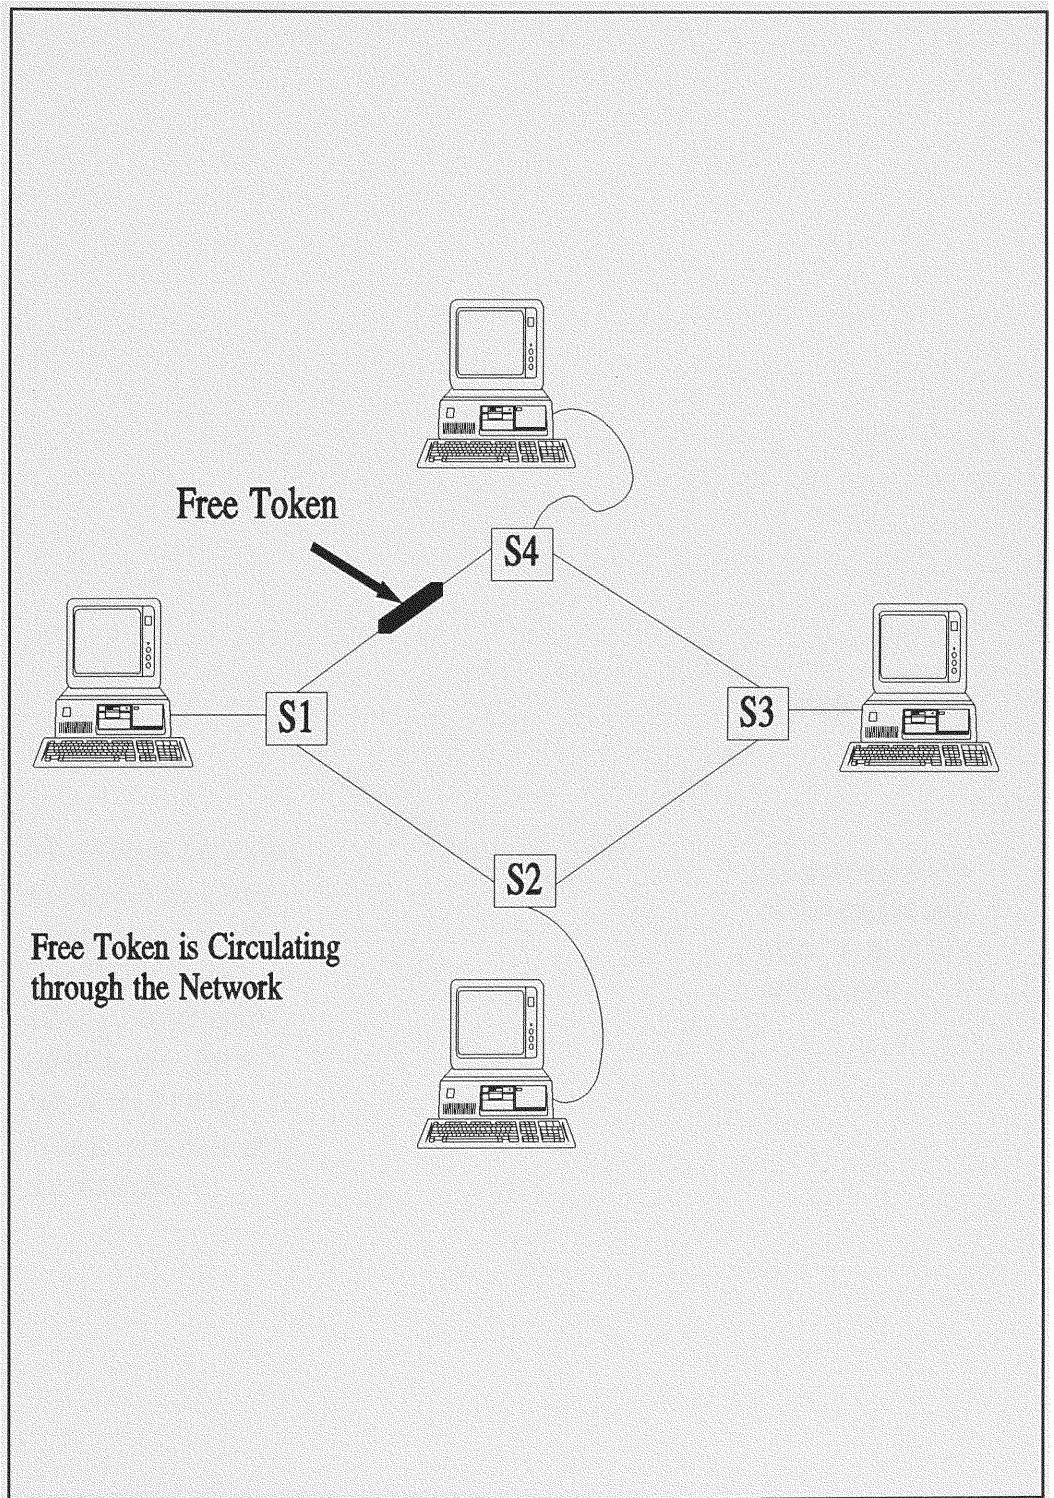 Free Token
S4
S1
S3
S2
Free Token is Circulating
through the Network